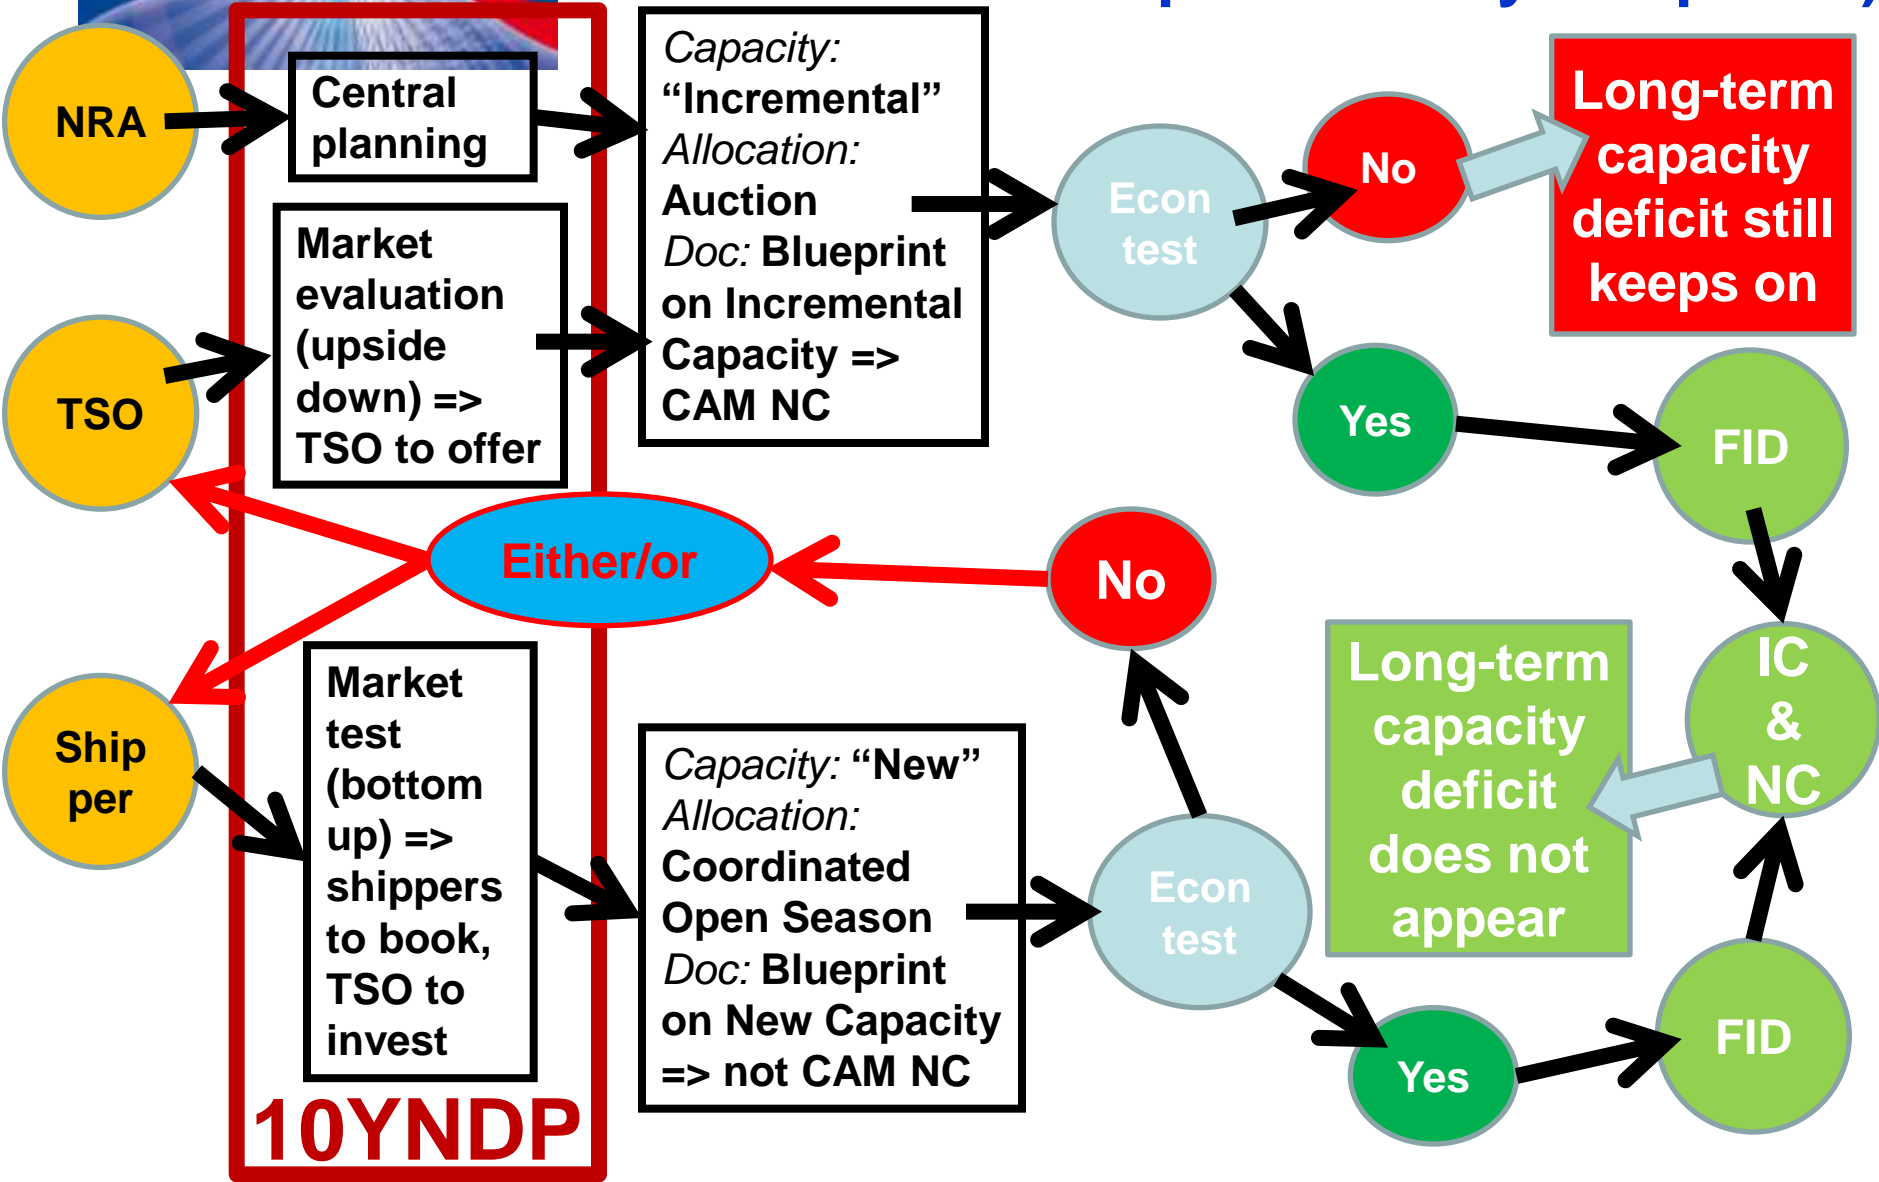 NRA
Central
planning
Capacity:
“Incremental”
Allocation:
Auction
Doc: Blueprint
on Incremental
Capacity =>
CAM NC
Econ
test
No
Long-term
capacity
deficit still
keeps on
TSO
Market
evaluation
(upside
down) =>
TSO to offer
Yes
FID
Either/or
No
Long-term
capacity
deficit
does not
appear
IC
&
NC
Ship
per
Market
test
(bottom
up) =>
shippers
to book,
TSO to
invest
Capacity: “New”
Allocation:
Coordinated
Open Season
Doc: Blueprint
on New Capacity
=> not CAM NC
Econ
test
Yes
FID
10YNDP